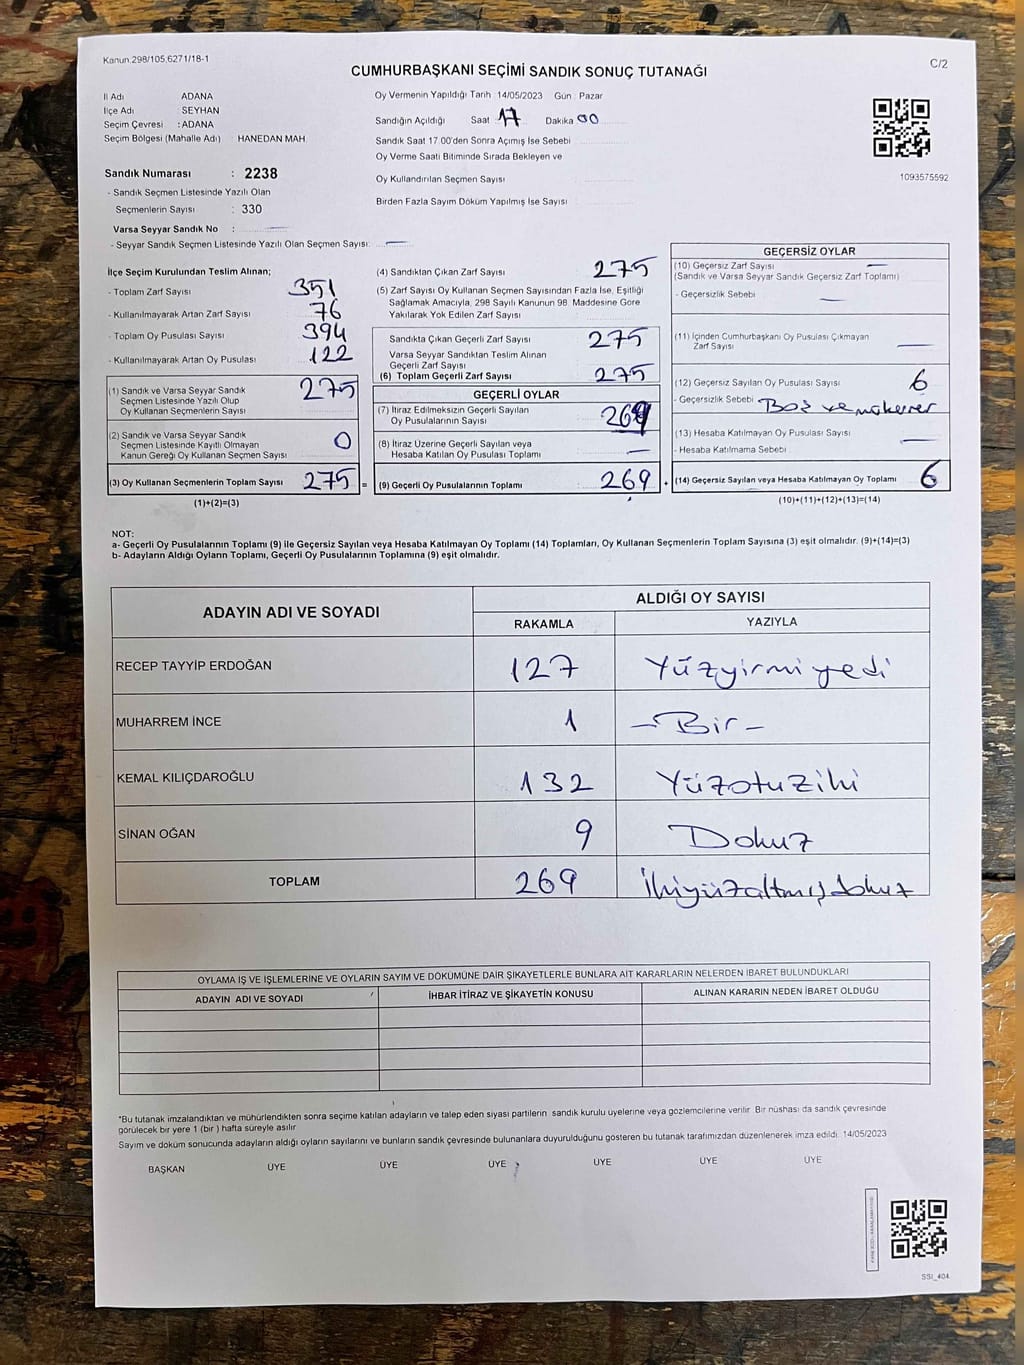 Kanun.298/105.6271/18-1
C/2
CUMHURBAŞKANI SEÇİMİ SANDIK SONUÇ TUTANAĞI
İl Adı ADANA
İlçe Adı SEYHAN
Seçim Çevresi : ADANA
Seçim Bölgesi (Mahalle Adı) : HANEDAN MAH.
Sandık Numarası : 2238
- Sandık Seçmen Listesinde Yazılı Olan
Seçmenlerin Sayısı : 330
Varsa Seyyar Sandık No :
- Seyyar Sandık Seçmen Listesinde Yazılı Olan Seçmen Sayısı:
Oy Vermenin Yapıldığı Tarih 14/05/2023 Gün : Pazar
Sandığın Açıldığı Saat 17 Dakika 00
Sandık Saat 17.00'den Sonra Açımış İse Sebebi
Oy Verme Saati Bitiminde Sırada Bekleyen ve
Oy Kullandırılan Seçmen Sayısı
Birden Fazla Sayım Döküm Yapılmış İse Sayısı
1093575592
İlçe Seçim Kurulundan Teslim Alınan;
- Toplam Zarf Sayısı 351
- Kullanılmayarak Artan Zarf Sayısı 76
- Toplam Oy Pusulası Sayısı 394
- Kullanılmayarak Artan Oy Pusulası 122
(1) Sandık ve Varsa Seyyar Sandık
Seçmen Listesinde Yazılı Olup
Oy Kullanan Seçmenlerin Sayısı 275
(2) Sandık ve Varsa Seyyar Sandık
Seçmen Listesinde Kayıtlı Olmayan
Kanun Gereği Oy Kullanan Seçmen Sayısı 0
(3) Oy Kullanan Seçmenlerin Toplam Sayısı 275 =
(1)+(2)=(3)
(4) Sandıktan Çıkan Zarf Sayısı 275
(5) Zarf Sayısı Oy Kullanan Seçmen Sayısından Fazla İse, Eşitliği
Sağlamak Amacıyla, 298 Sayılı Kanunun 98. Maddesine Göre
Yakılarak Yok Edilen Zarf Sayısı
Sandıkta Çıkan Geçerli Zarf Sayısı 275
Varsa Seyyar Sandıktan Teslim Alınan
Geçerli Zarf Sayısı
(6) Toplam Geçerli Zarf Sayısı 275
GEÇERLİ OYLAR
(7) İtiraz Edilmeksizin Geçerli Sayılan
Oy Pusulalarının Sayısı 269
(8) İtiraz Üzerine Geçerli Sayılan veya
Hesaba Katılan Oy Pusulası Toplamı
(9) Geçerli Oy Pusulalarının Toplamı 269
GEÇERSİZ OYLAR
(10) Geçersiz Zarf Sayısı
(Sandık ve Varsa Seyyar Sandık Geçersiz Zarf Toplamı)
- Geçersizlik Sebebi
(11) İçinden Cumhurbaşkanı Oy Pusulası Çıkmayan
Zarf Sayısı
(12) Geçersiz Sayılan Oy Pusulası Sayısı 6
- Geçersizlik Sebebi Boş ve mükerrer
(13) Hesaba Katılmayan Oy Pusulası Sayısı
- Hesaba Katılmama Sebebi
(14) Geçersiz Sayılan veya Hesaba Katılmayan Oy Toplamı 6
(10)+(11)+(12)+(13)=(14)
NOT:
a- Geçerli Oy Pusulalarının Toplamı (9) ile Geçersiz Sayılan veya Hesaba Katılmayan Oy Toplamı (14) Toplamları, Oy Kullanan Seçmenlerin Toplam Sayısına (3) eşit olmalıdır. (9)+(14)=(3)
b- Adayların Aldığı Oyların Toplamı, Geçerli Oy Pusulalarının Toplamına (9) eşit olmalıdır.
ADAYIN ADI VE SOYADI ALDIĞI OY SAYISI
RAKAMLA YAZIYLA
RECEP TAYYİP ERDOĞAN 127 Yüzyirmi yedi
MUHARREM İNCE 1 - Bir -
KEMAL KILIÇDAROĞLU 132 Yüzotuziki
SİNAN OĞAN 9 Dokuz
TOPLAM 269 İkiyüzaltmış dokuz
OYLAMA İŞ VE İŞLEMLERİNE VE OYLARIN SAYIM VE DÖKÜMÜNE DAİR ŞİKAYETLERLE BUNLARA AİT KARARLARIN NELERDEN İBARET BULUNDUKLARI
ADAYIN ADI VE SOYADI İHBAR İTİRAZ VE ŞİKAYETİN KONUSU ALINAN KARARIN NEDEN İBARET OLDUĞU
*Bu tutanak imzalandıktan ve mühürlendikten sonra seçime katılan adayların ve talep eden siyası partilerin sandık kurulu üyelerine veya gözlemcilerine verilir. Bir nüshası da sandık çevresinde
görülecek bir yere 1 (bir ) hafta süreyle asılır
Sayım ve döküm sonucunda adayların aldığı oyların sayılarını ve bunların sandık çevresinde bulunanlara duyurulduğunu gösteren bu tutanak tarafımızdan düzenlenerek imza edildi. 14/05/2023
BAŞKAN ÜYE ÜYE ÜYE ÜYE ÜYE ÜYE
SSI_404